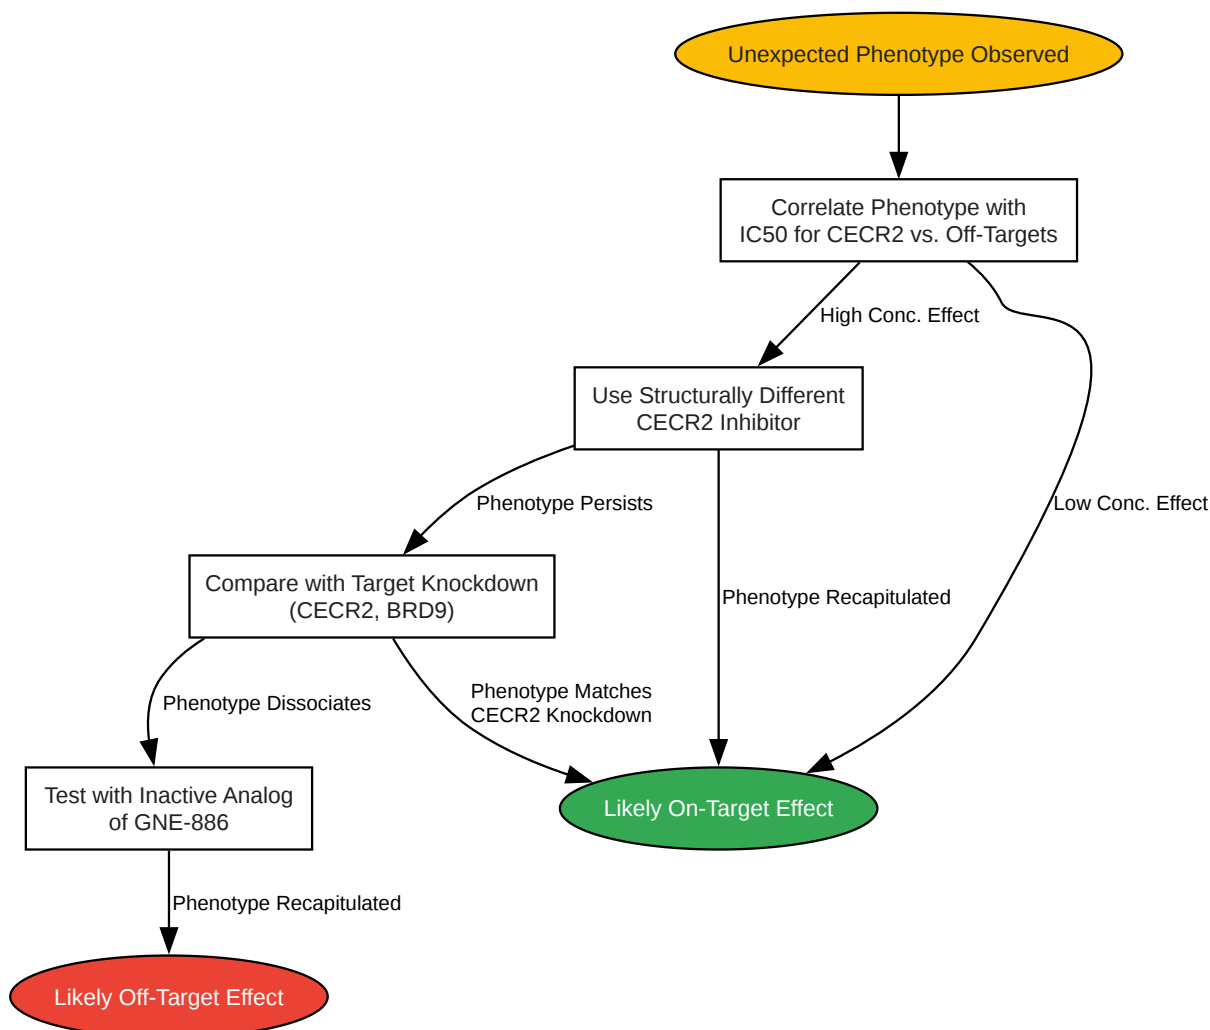 Unexpected Phenotype Observed
Correlate Phenotype with
IC50 for CECR2 vs. Off-Targets
High Conc. Effect
Use Structurally Different
CECR2 Inhibitor
Phenotype Persists
Low Conc. Effect
Compare with Target Knockdown
(CECR2, BRD9)
Phenotype Recapitulated
Phenotype Dissociates
Phenotype Matches
CECR2 Knockdown
Test with Inactive Analog
of GNE-886
Likely On-Target Effect
Phenotype Recapitulated
Likely Off-Target Effect